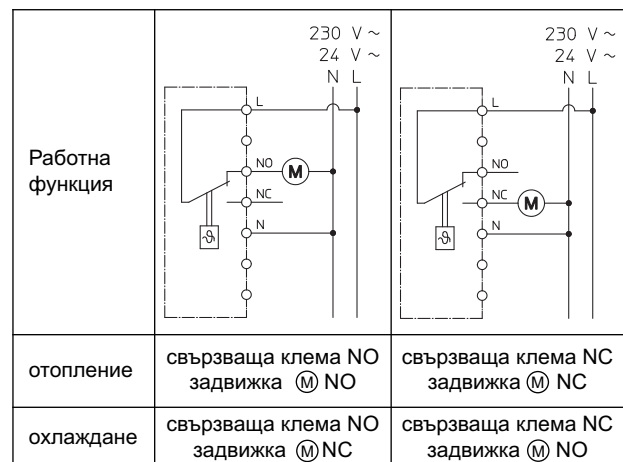 Работна
функция
230 V ~
24 V ~
N L
L
NO
M
NC
N
ϑ
230 V ~
24 V ~
N L
L
NO
NC
M
N
ϑ
отопление
свързваща клема NO
задвижка Ⓜ NO
свързваща клема NC
задвижка Ⓜ NC
охлаждане
свързваща клема NO
задвижка Ⓜ NC
свързваща клема NC
задвижка Ⓜ NO